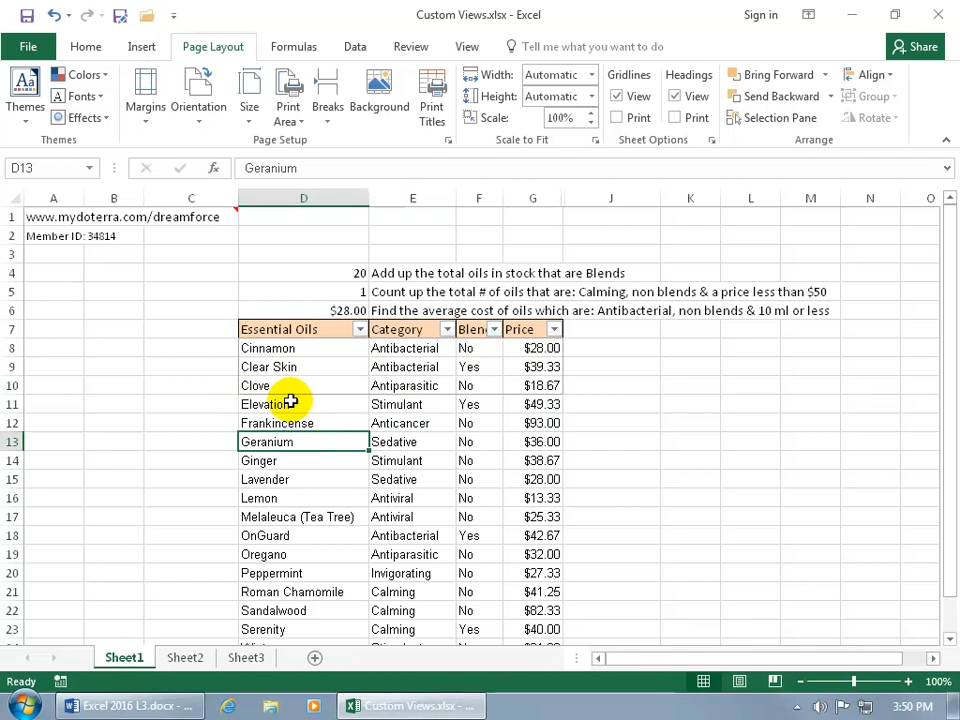 Custom Views.xlsx - Excel
Sign in
File Home Insert Page Layout Formulas Data Review View Tell me what you want to do Share
Themes
Colors
Fonts
Effects
Themes
Margins
Orientation
Size
Print Area
Breaks
Background
Print Titles
Page Setup
Width: Automatic
Height: Automatic
Scale: 100%
Scale to Fit
Gridlines
View
Print
Headings
View
Print
Sheet Options
Bring Forward
Send Backward
Selection Pane
Align
Group
Rotate
Arrange
D13 fx Geranium
A B C D E F G J K L M N O
1 www.mydoterra.com/dreamforce
2 Member ID: 34814
3
4 20 Add up the total oils in stock that are Blends
5 1 Count up the total # of oils that are: Calming, non blends & a price less than $50
6 $28.00 Find the average cost of oils which are: Antibacterial, non blends & 10 ml or less
7 Essential Oils Category Blen Price
8 Cinnamon Antibacterial No $28.00
9 Clear Skin Antibacterial Yes $39.33
10 Clove Antiparasitic No $18.67
11 Elevation Stimulant Yes $49.33
12 Frankincense Anticancer No $93.00
13 Geranium Sedative No $36.00
14 Ginger Stimulant No $38.67
15 Lavender Sedative No $28.00
16 Lemon Antiviral No $13.33
17 Melaleuca (Tea Tree) Antiviral No $25.33
18 OnGuard Antibacterial Yes $42.67
19 Oregano Antiparasitic No $32.00
20 Peppermint Invigorating No $27.33
21 Roman Chamomile Calming No $41.25
22 Sandalwood Calming No $82.33
23 Serenity Calming Yes $40.00
Sheet1 Sheet2 Sheet3
Ready 100%
Excel 2016 L3.docx - ... Custom Views.xlsx - ... 3:50 PM